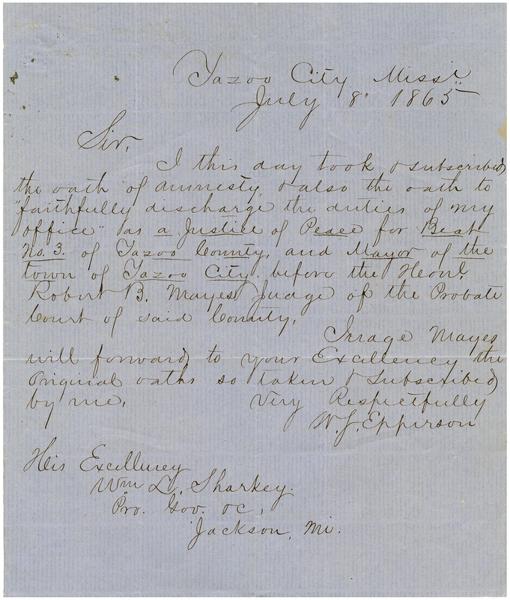 Yazoo City Missi
July 8 1865
Sir,
I this day took & subscribed
the oath of amnesty, & also the oath to
"faithfully discharge the duties of my
office" as a Justice of Peace for Beat
No. 3. of Yazoo County, and Mayor of the
town of Yazoo City, before the Honr.
Robert B. Mayes Judge of the Probate
Court of said County.
Mayes
will forward to your Excellency the
Original oaths so taken & subscribed
by me. Very Respectfully
W. J. Epperson
His Excellency
Wm L. Sharkey.
Pro. Gov. &c,
Jackson, Mi.